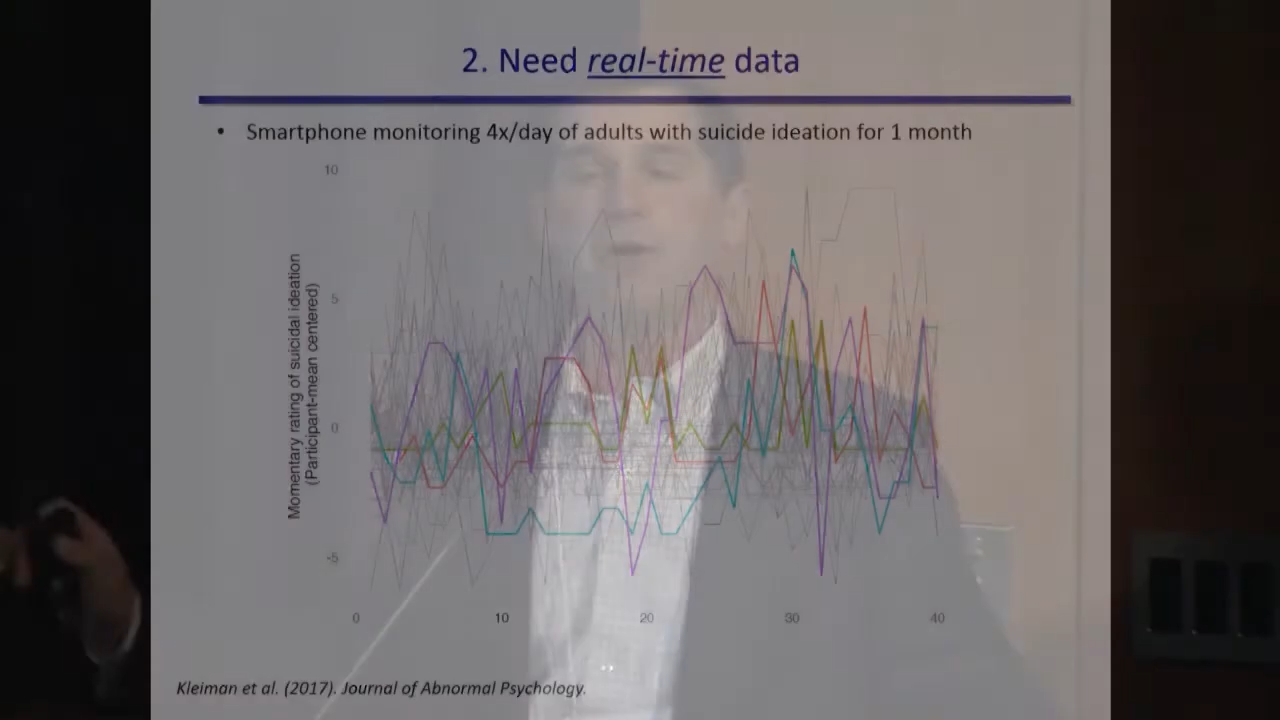 2. Need real-time data
• Smartphone monitoring 4x/day of adults with suicide ideation for 1 month
10
5
0
-5
Momentary rating of suicidal ideation
(Participant-mean centered)
0 10 20 30 40
Kleiman et al. (2017). Journal of Abnormal Psychology.